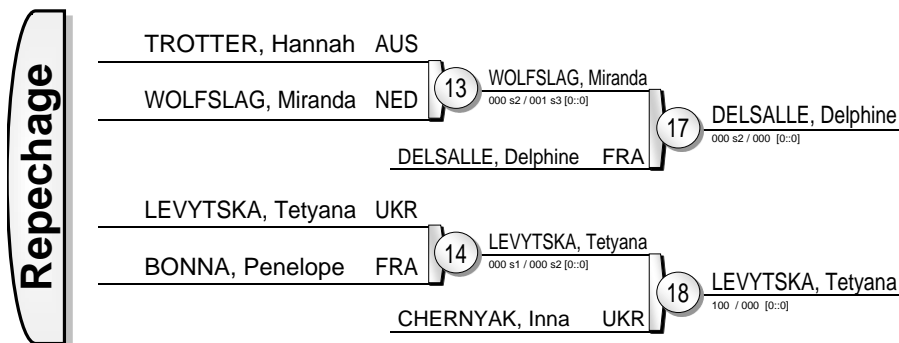 Repechage
TROTTER, Hannah AUS
WOLFSLAG, Miranda NED
13
WOLFSLAG, Miranda
000 s2 / 001 s3 [0::0]
DELSALLE, Delphine FRA
17
DELSALLE, Delphine
000 s2 / 000 [0::0]
LEVYTSKA, Tetyana UKR
BONNA, Penelope FRA
14
LEVYTSKA, Tetyana
000 s1 / 000 s2 [0::0]
CHERNYAK, Inna UKR
18
LEVYTSKA, Tetyana
100 / 000 [0::0]